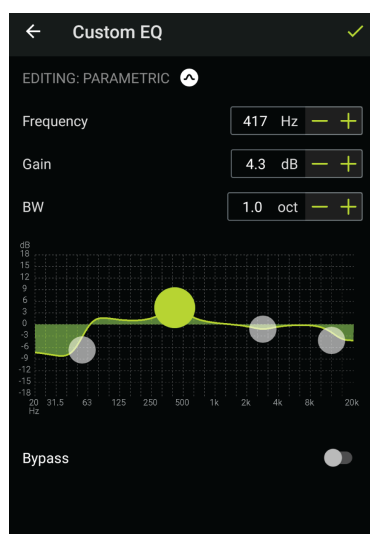 Custom EQ
EDITING: PARAMETRIC
Frequency 417 Hz
Gain 4.3 dB
BW 1.0 oct
dB
18
15
12
9
6
3
0
-3
-6
-9
-12
-15
-18
20 31.5 63 125 250 500 1k 2k 4k 8k 20k
Hz
Bypass